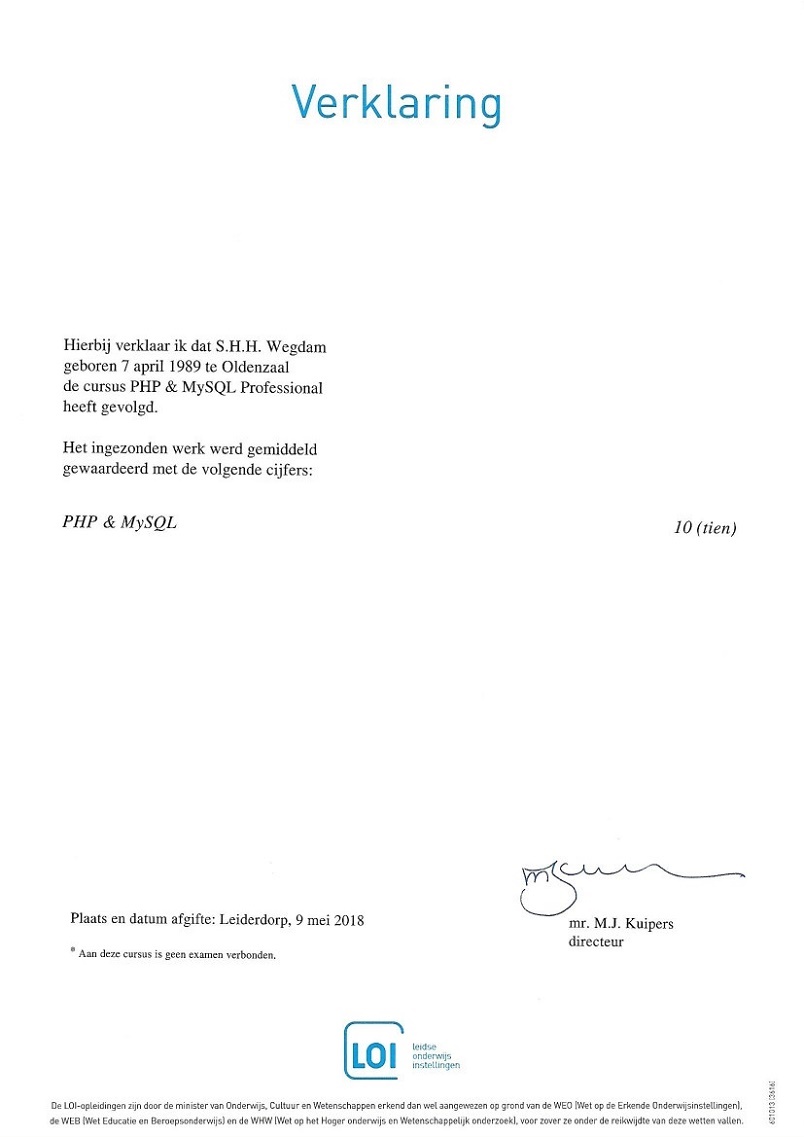 Verklaring
Hierbij verklaar ik dat S.H.H. Wegdam
geboren 7 april 1989 te Oldenzaal
de cursus PHP & MySQL Professional
heeft gevolgd.
Het ingezonden werk werd gemiddeld
gewaardeerd met de volgende cijfers:
PHP & MySQL 10 (tien)
Plaats en datum afgifte: Leiderdorp, 9 mei 2018
mr. M.J. Kuipers
directeur
* Aan deze cursus is geen examen verbonden.
LOI
leidse
onderwijs
instellingen
De LOI-opleidingen zijn door de minister van Onderwijs, Cultuur en Wetenschappen erkend dan wel aangewezen op grond van de WEO (Wet op de Erkende Onderwijsinstellingen),
de WEB (Wet Educatie en Beroepsonderwijs) en de WHW (Wet op het Hoger onderwijs en Wetenschappelijk onderzoek), voor zover ze onder de reikwijdte van deze wetten vallen.